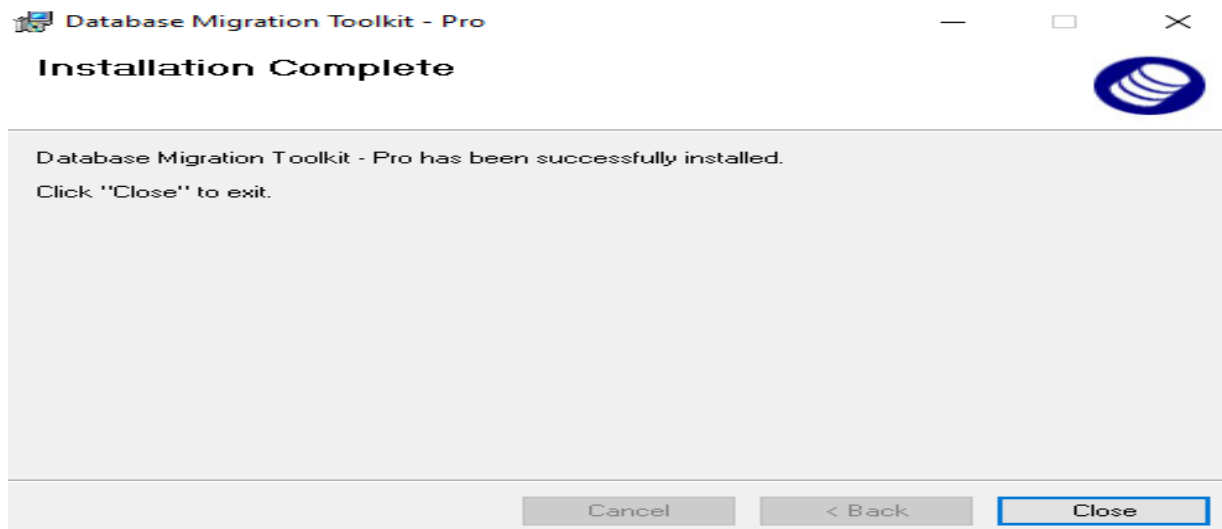 Database Migration Toolkit - Pro
Installation Complete
Database Migration Toolkit - Pro has been successfully installed.
Click "Close" to exit.
Cancel
< Back
Close